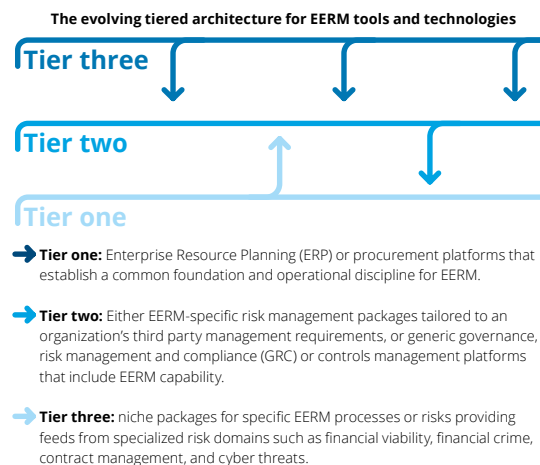 The evolving tiered architecture for EERM tools and technologies
Tier three
Tier two
Tier one
Tier one: Enterprise Resource Planning (ERP) or procurement platforms that
establish a common foundation and operational discipline for EERM.
Tier two: Either EERM-specific risk management packages tailored to an
organization’s third party management requirements, or generic governance,
risk management and compliance (GRC) or controls management platforms
that include EERM capability.
Tier three: niche packages for specific EERM processes or risks providing
feeds from specialized risk domains such as financial viability, financial crime,
contract management, and cyber threats.